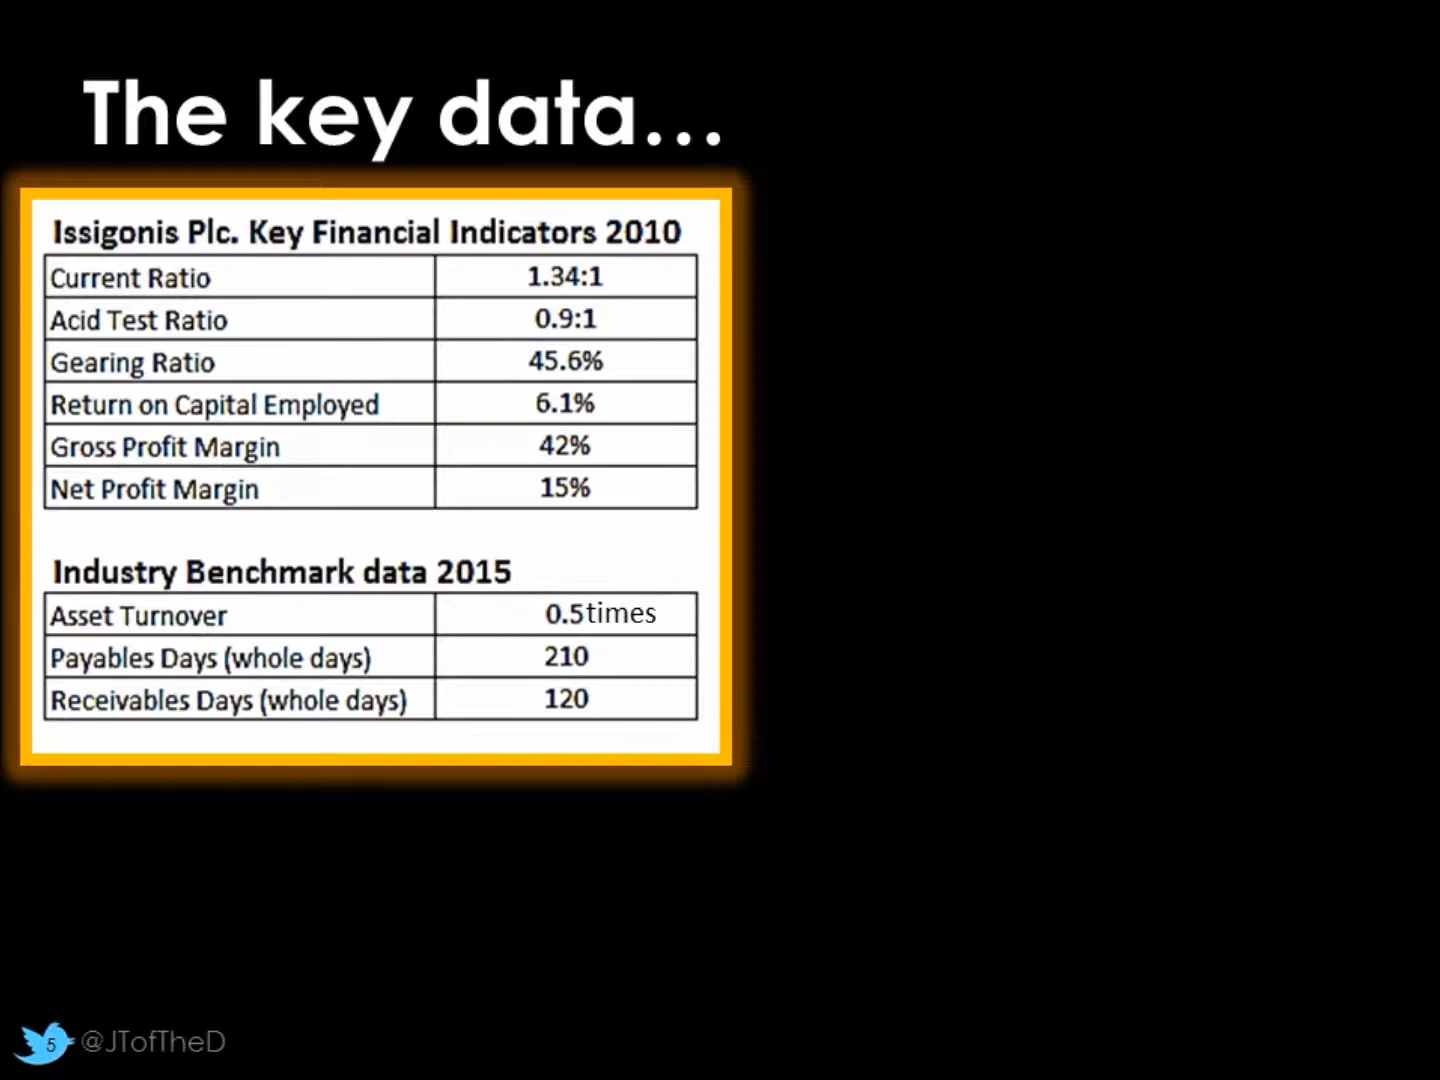 The key data...
Issigonis Plc. Key Financial Indicators 2010
Current Ratio 1.34:1
Acid Test Ratio 0.9:1
Gearing Ratio 45.6%
Return on Capital Employed 6.1%
Gross Profit Margin 42%
Net Profit Margin 15%
Industry Benchmark data 2015
Asset Turnover 0.5times
Payables Days (whole days) 210
Receivables Days (whole days) 120
5 @JTofTheD